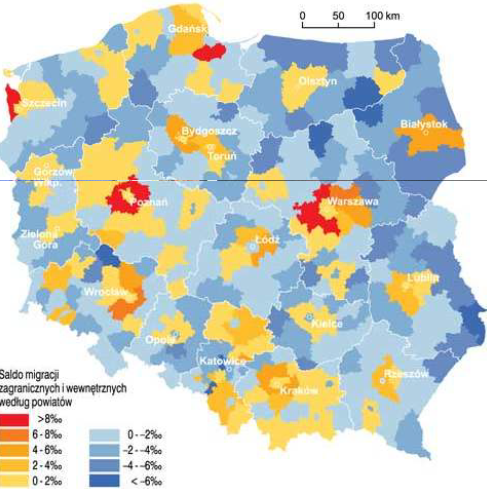 0 50 100 km
Gdańsk
Olsztyn
Szczecin
Białystok
Bydgoszcz
Toruń
Gorzów
Wlkp.
Poznań
Warszawa
Zielona
Góra
Łódź
Wrocław
Lublin
Opole
Kielce
Katowice
Kraków
Rzeszów
Saldo migracji
zagranicznych i wewnętrznych
według powiatów
>8‰
6-8‰
4-6‰
2-4‰
0-2‰
0--2‰
-2--4‰
-4--6‰
< -6‰